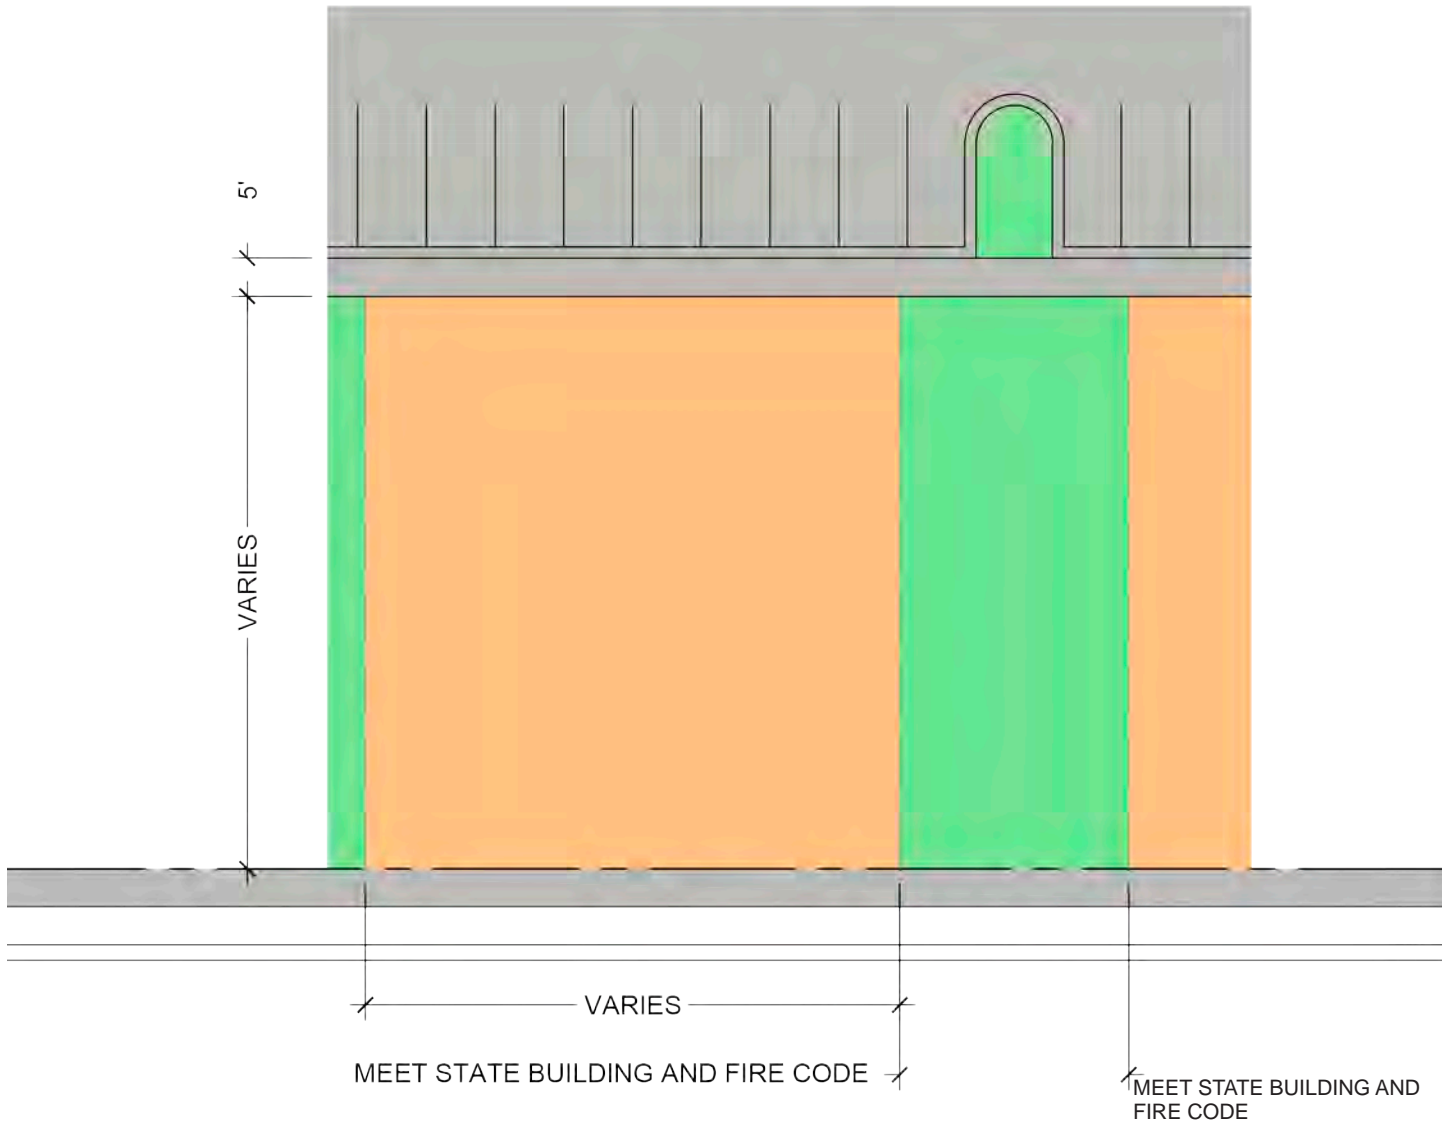 5'
VARIES
VARIES
MEET STATE BUILDING AND FIRE CODE
MEET STATE BUILDING AND
FIRE CODE